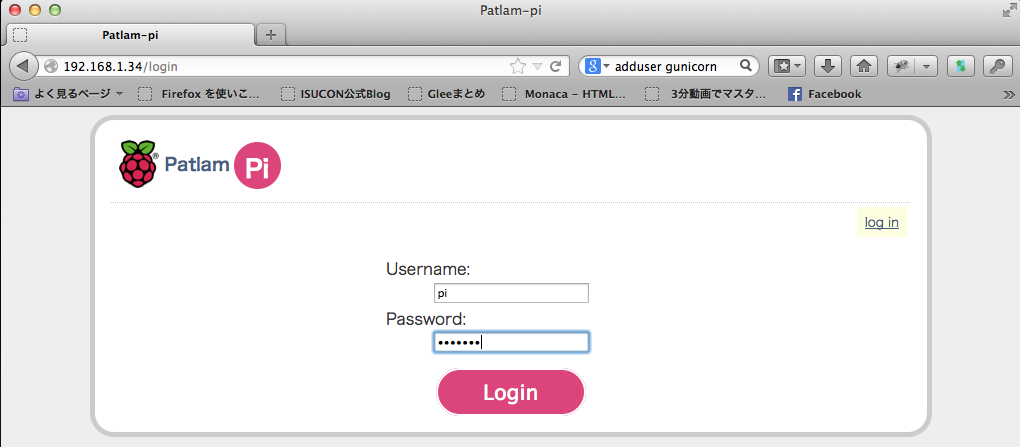 Patlam-pi
Patlam-pi
192.168.1.34/login
adduser gunicorn
よく見るページ Firefox を使いこ... ISUCON公式Blog Gleeまとめ Monaca - HTML... 3分動画でマスタ... Facebook
Patlam Pi
log in
Username:
pi
Password:
•••••••
Login